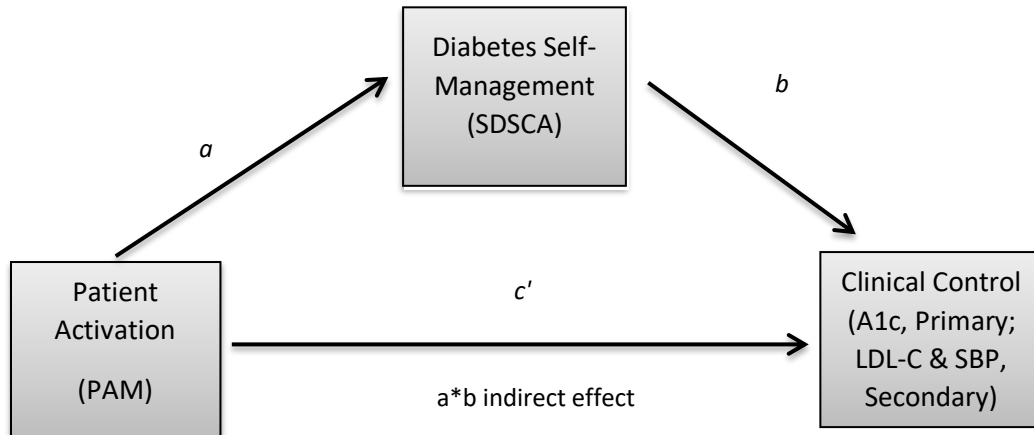 Diabetes Self-
Management
(SDSCA)
a
b
Patient
Activation
(PAM)
c'
a*b indirect effect
Clinical Control
(A1c, Primary;
LDL-C & SBP,
Secondary)